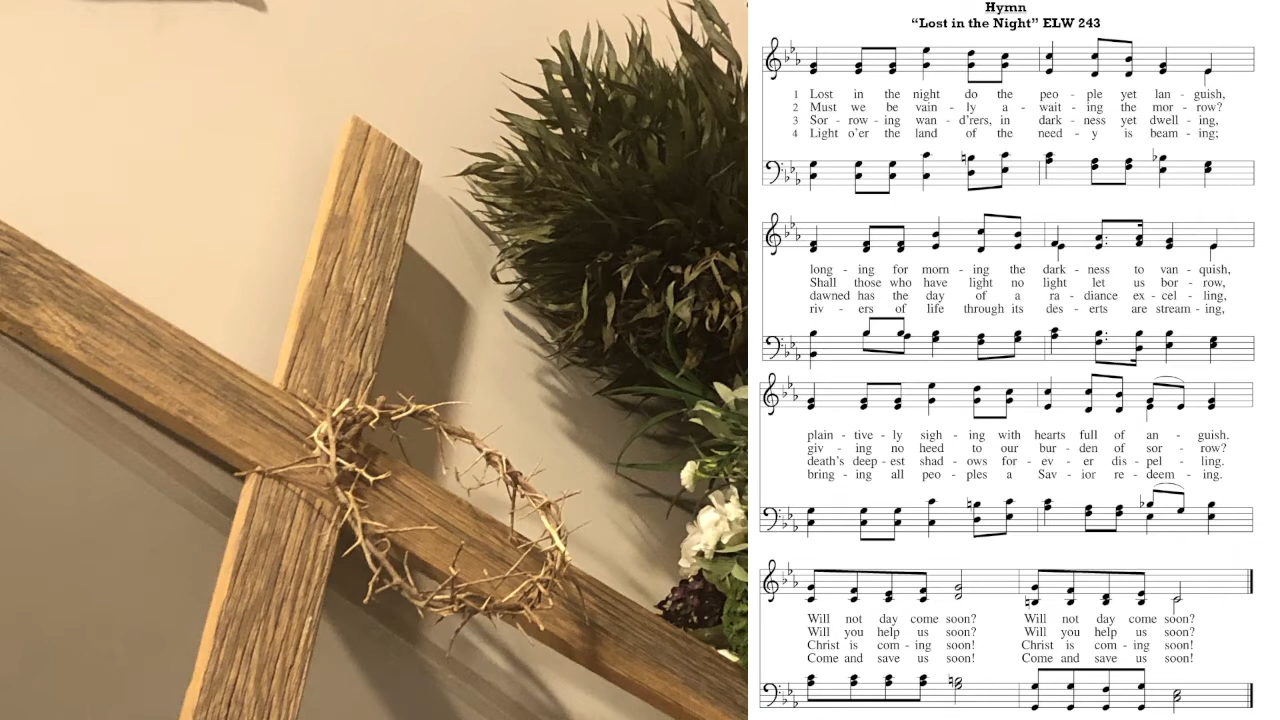 Hymn
“Lost in the Night” ELW 243
1 Lost in the night do the peo - ple yet lan - guish,
2 Must we be vain - ly a - wait - ing the mor - row?
3 Sor - row - ing wan - d'rers, in dark - ness yet dwell - ing,
4 Light o'er the land of the need - y is beam - ing;
long - ing for morn - ing the dark - ness to van - quish,
Shall those who have light no light let us bor - row,
dawned has the day of a ra - diance ex - cel - ling,
riv - ers of life through its des - erts are stream - ing,
plain - tive - ly sigh - ing with hearts full of an - guish.
giv - ing no heed to our bur - den of sor - row?
death's deep - est shad - ows for - ev - er dis - pel - ling.
bring - ing all peo - ples a Sav - ior re - deem - ing.
Will not day come soon? Will not day come soon?
Will you help us soon? Will you help us soon?
Christ is com - ing soon! Christ is com - ing soon!
Come and save us soon! Come and save us soon!